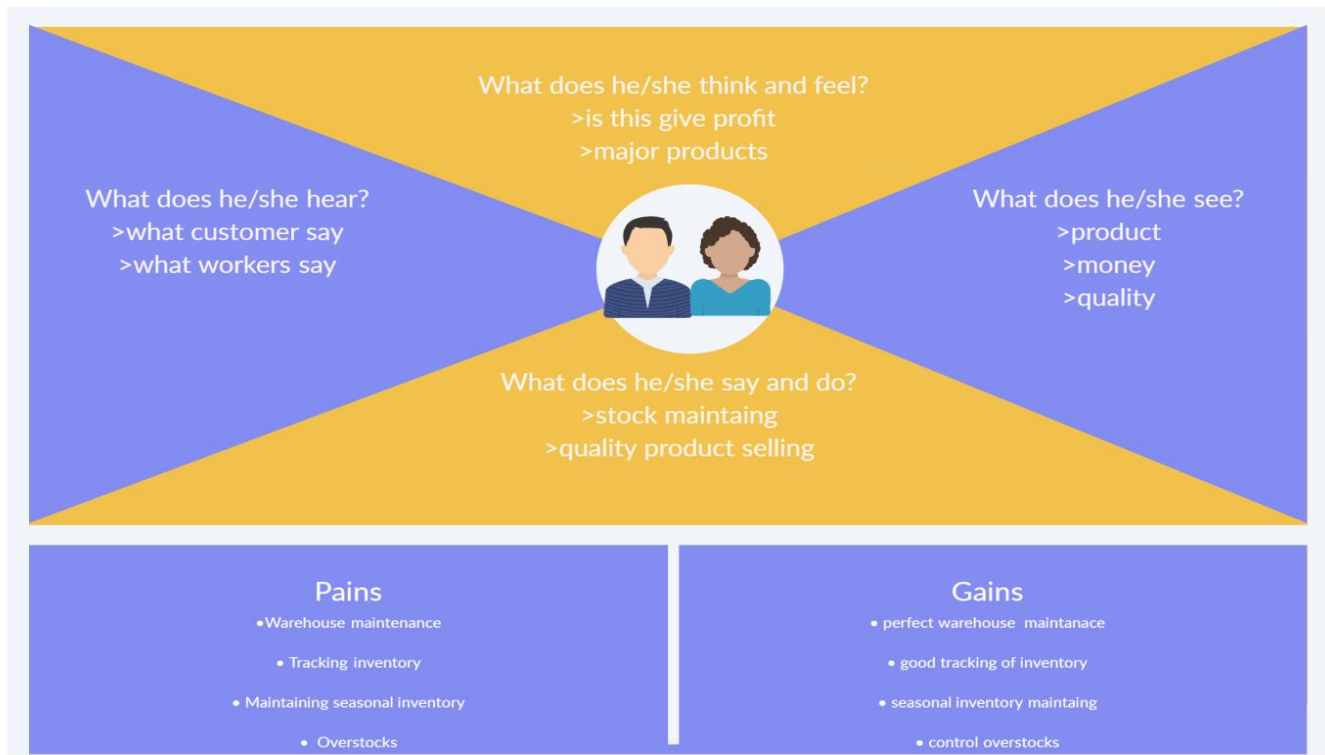 What does he/she think and feel?
>is this give profit
>major products
What does he/she hear?
>what customer say
>what workers say
What does he/she see?
>product
>money
>quality
What does he/she say and do?
>stock maintaing
>quality product selling
Pains
•Warehouse maintenance
• Tracking inventory
• Maintaining seasonal inventory
• Overstocks
Gains
• perfect warehouse maintanace
• good tracking of inventory
• seasonal inventory maintaing
• control overstocks